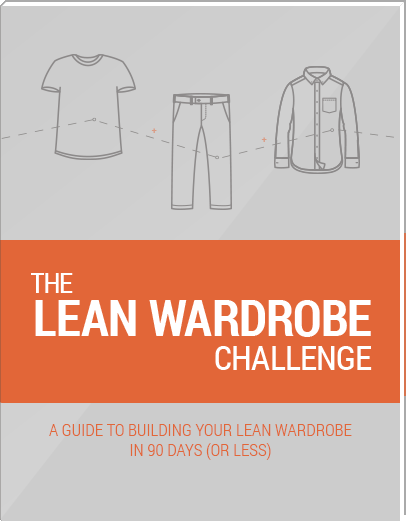 THE
LEAN WARDROBE
CHALLENGE
A GUIDE TO BUILDING YOUR LEAN WARDROBE
IN 90 DAYS (OR LESS)